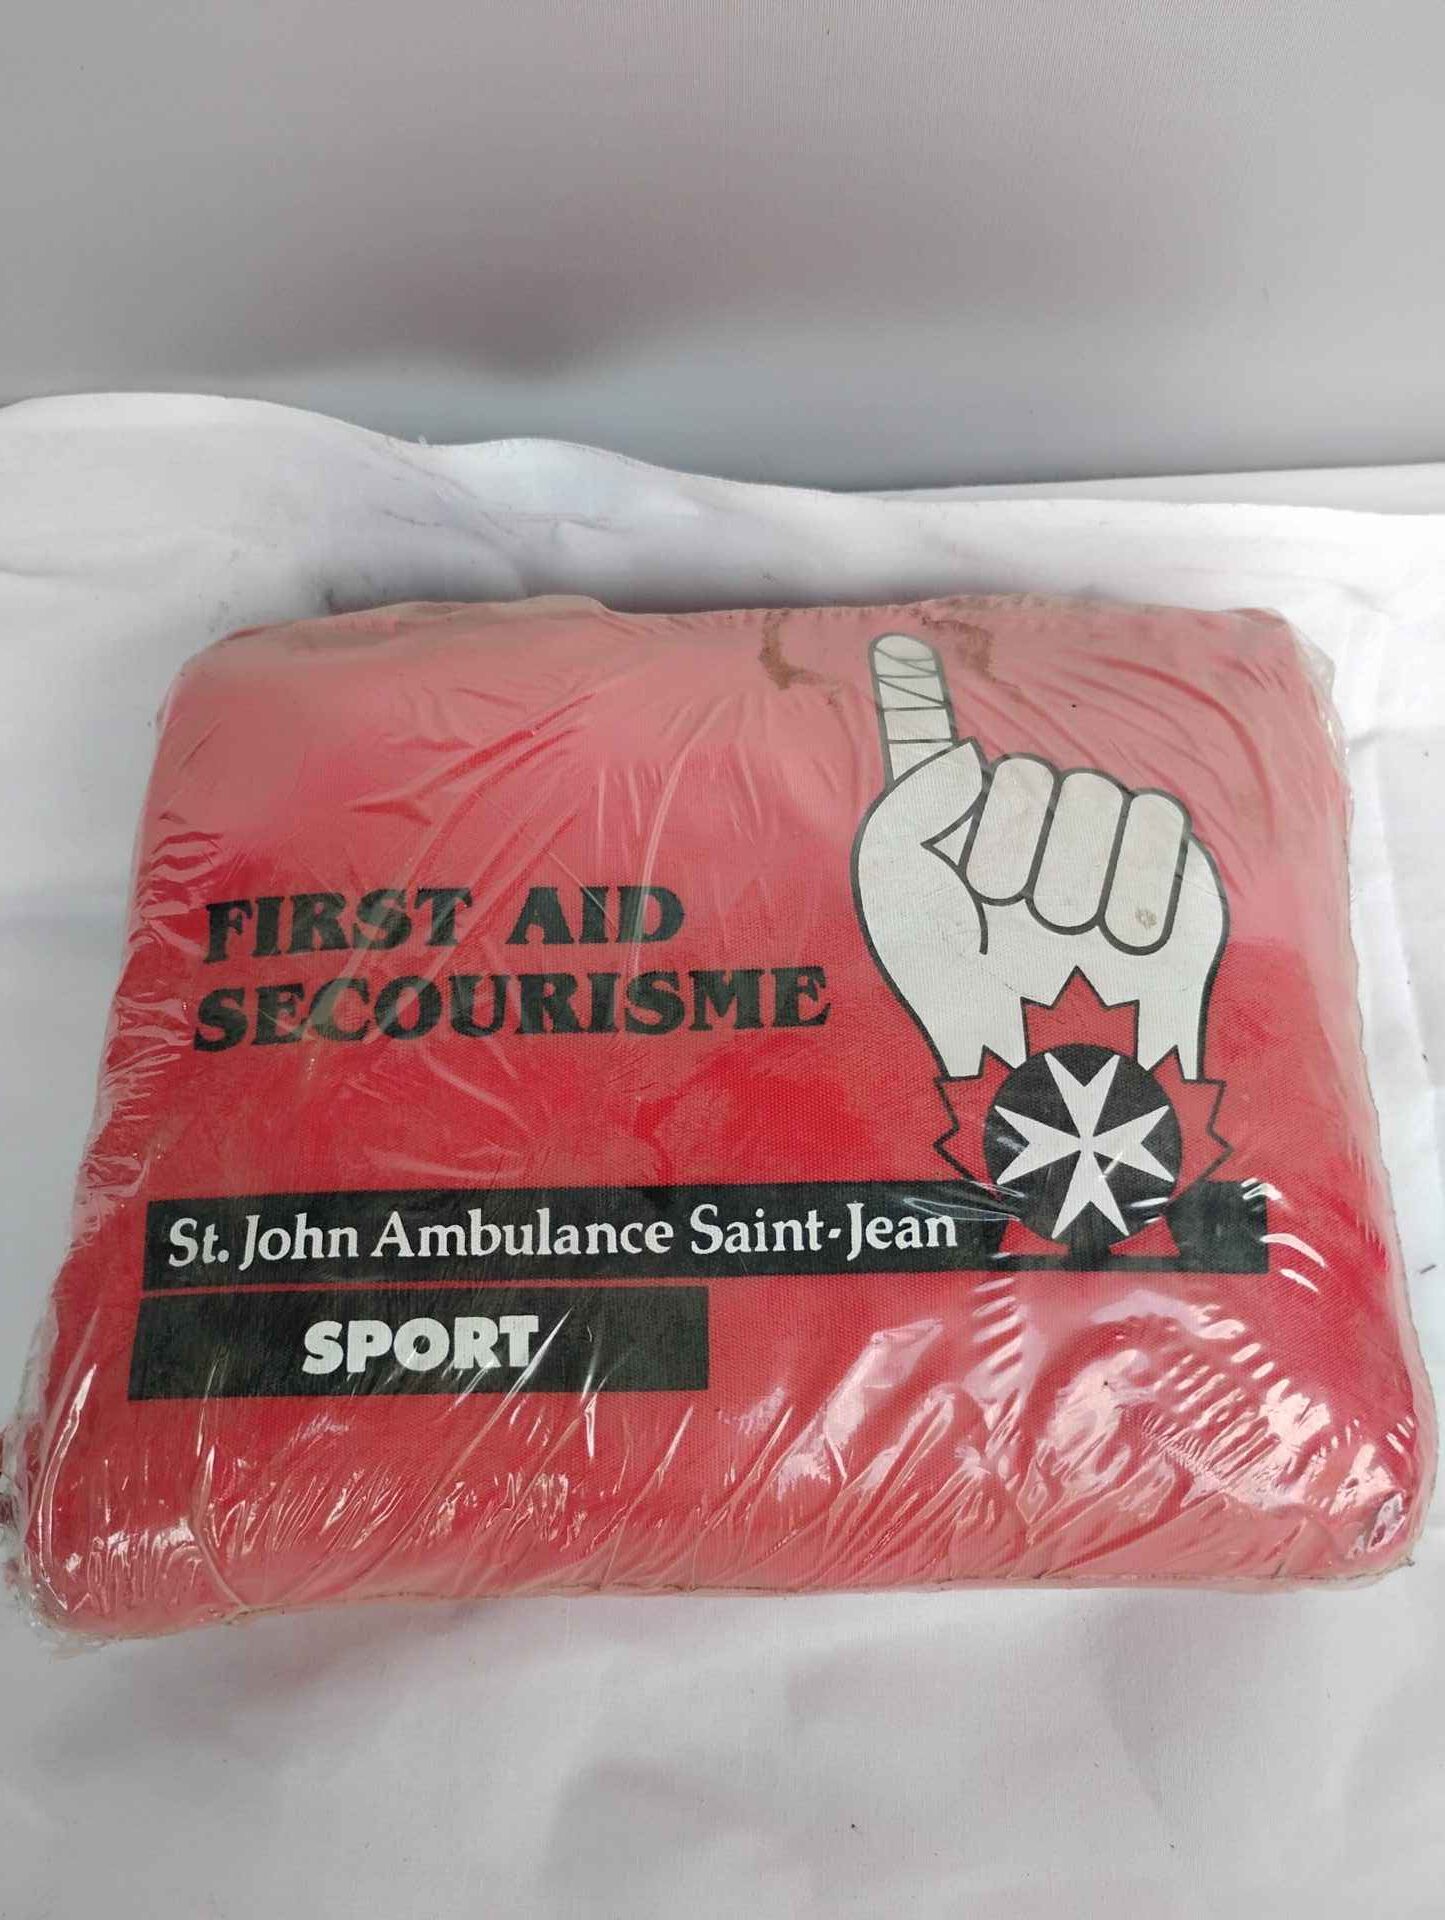 FIRST AID
SECOURISME
St. John Ambulance Saint-Jean
SPORT